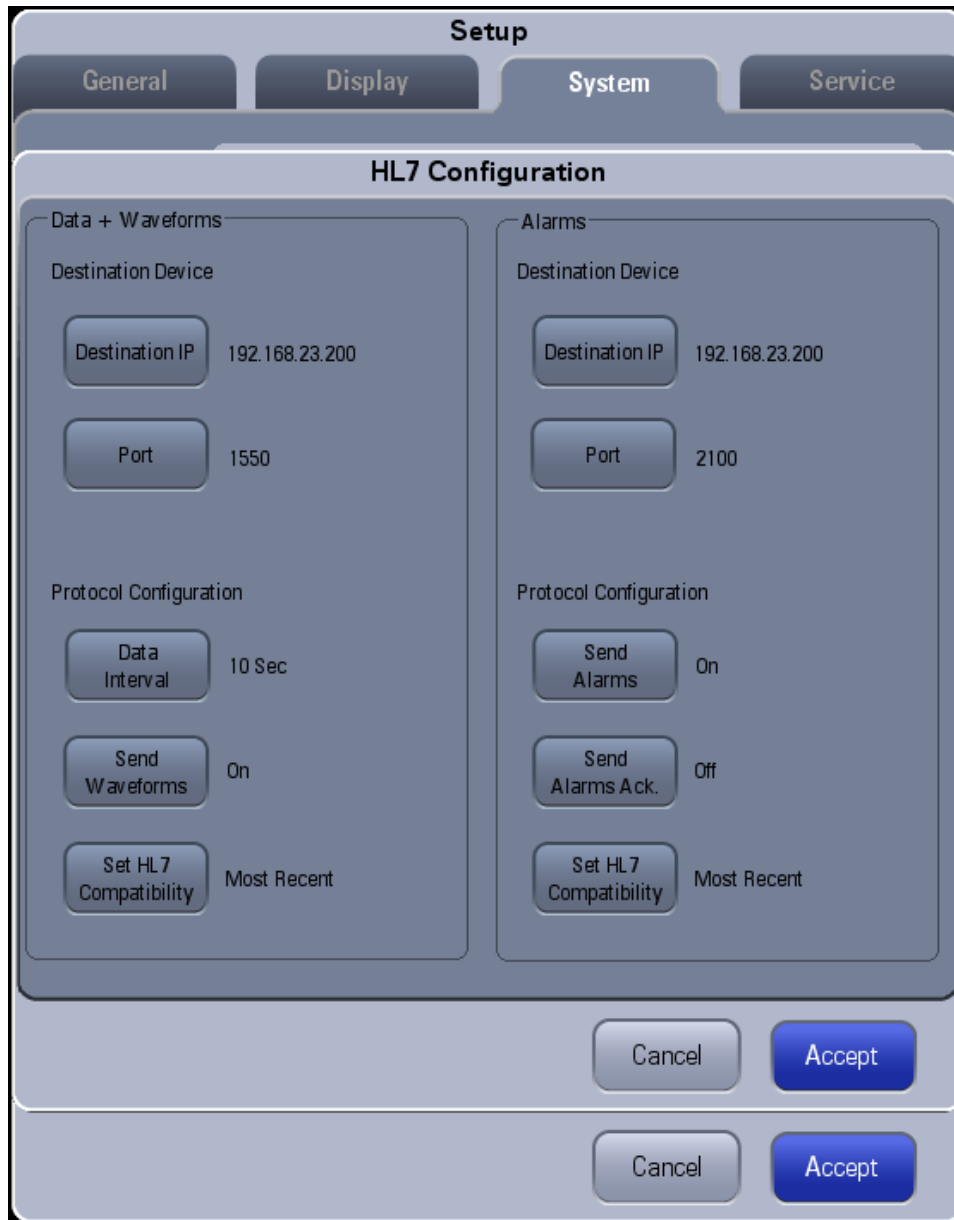 Setup
General
Display
System
Service
HL7 Configuration
Data + Waveforms
Destination Device
Destination IP
192.168.23.200
Port
1550
Protocol Configuration
Data
Interval
10 Sec
Send
Waveforms
On
Set HL7
Compatibility
Most Recent
Alarms
Destination Device
Destination IP
192.168.23.200
Port
2100
Protocol Configuration
Send
Alarms
On
Send
Alarms Ack.
Off
Set HL7
Compatibility
Most Recent
Cancel
Accept
Cancel
Accept